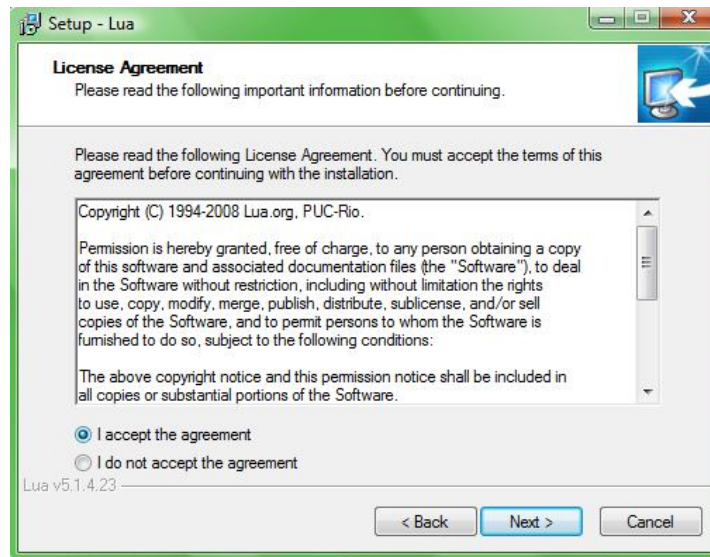 Setup - Lua
License Agreement
Please read the following important information before continuing.
Please read the following License Agreement. You must accept the terms of this
agreement before continuing with the installation.
Copyright (C) 1994-2008 Lua.org, PUC-Rio.
Permission is hereby granted, free of charge, to any person obtaining a copy
of this software and associated documentation files (the "Software"), to deal
in the Software without restriction, including without limitation the rights
to use, copy, modify, merge, publish, distribute, sublicense, and/or sell
copies of the Software, and to permit persons to whom the Software is
furnished to do so, subject to the following conditions:
The above copyright notice and this permission notice shall be included in
all copies or substantial portions of the Software.
I accept the agreement
I do not accept the agreement
Lua v5.1.4.23
< Back Next > Cancel